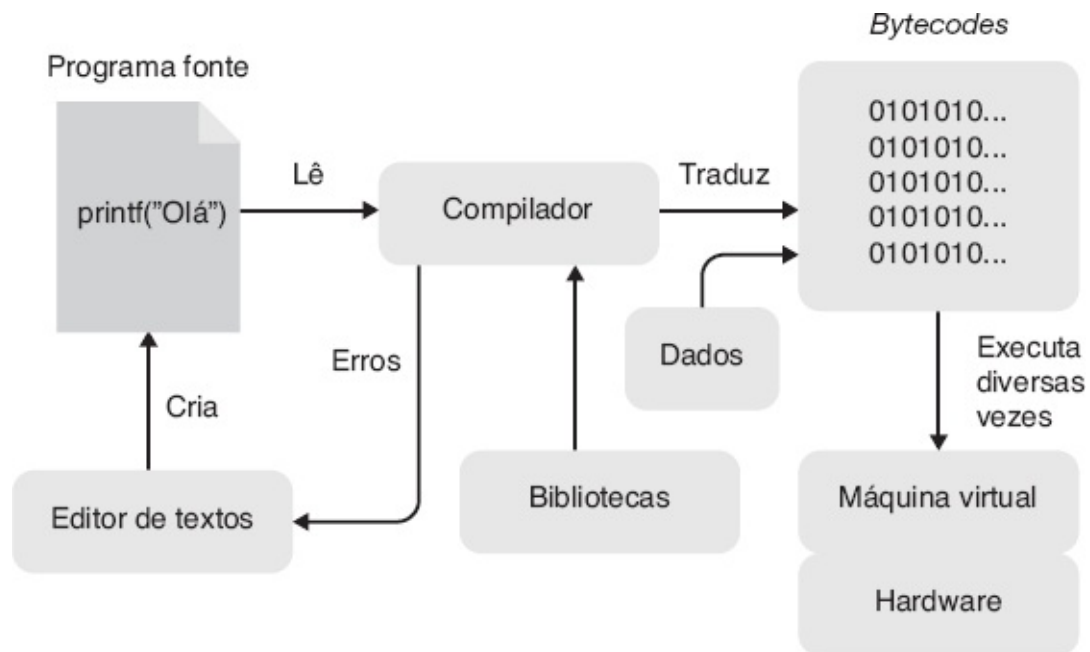 Bytecodes
Programa fonte
0101010...
0101010...
0101010...
0101010...
0101010...
printf(”Olá”)
Lê
Compilador
Traduz
Erros
Dados
Executa
diversas
vezes
Cria
Editor de textos
Bibliotecas
Máquina virtual
Hardware